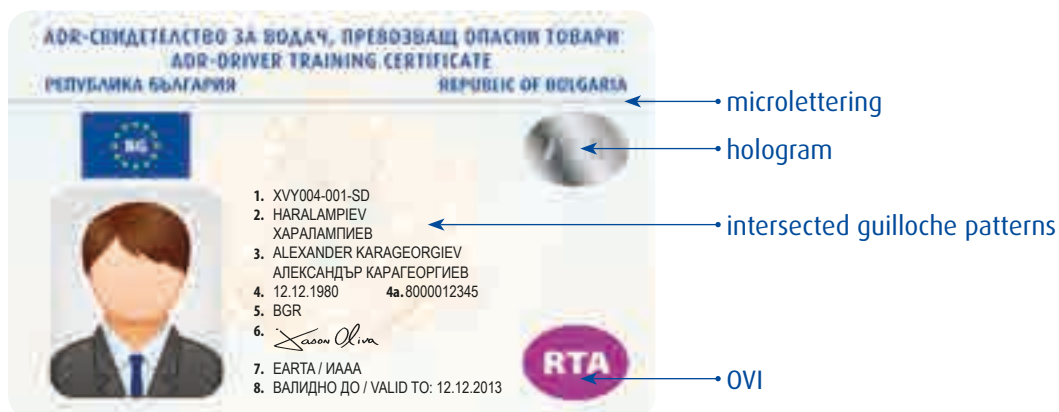 ADR-СВИДЕТЕЛСТВО ЗА ВОДАЧ, ПРЕВОЗВАЩ ОПАСНИ ТОВАРИ
ADR-DRIVER TRAINING CERTIFICATE
РЕПУБЛИКА БЪЛГАРИЯ REPUBLIC OF BULGARIA
microlettering
BG
hologram
1. XVY004-001-SD
2. HARALAMPIEV
ХАРАЛАМПИЕВ
intersected guilloche patterns
3. ALEXANDER KARAGEORGIEV
АЛЕКСАНДЪР КАРАГЕОРГИЕВ
4. 12.12.1980 4a. 8000012345
5. BGR
6. Jason Oliva
7. EARTA / ИААА
RTA
OVI
8. ВАЛИДНО ДО / VALID TO: 12.12.2013